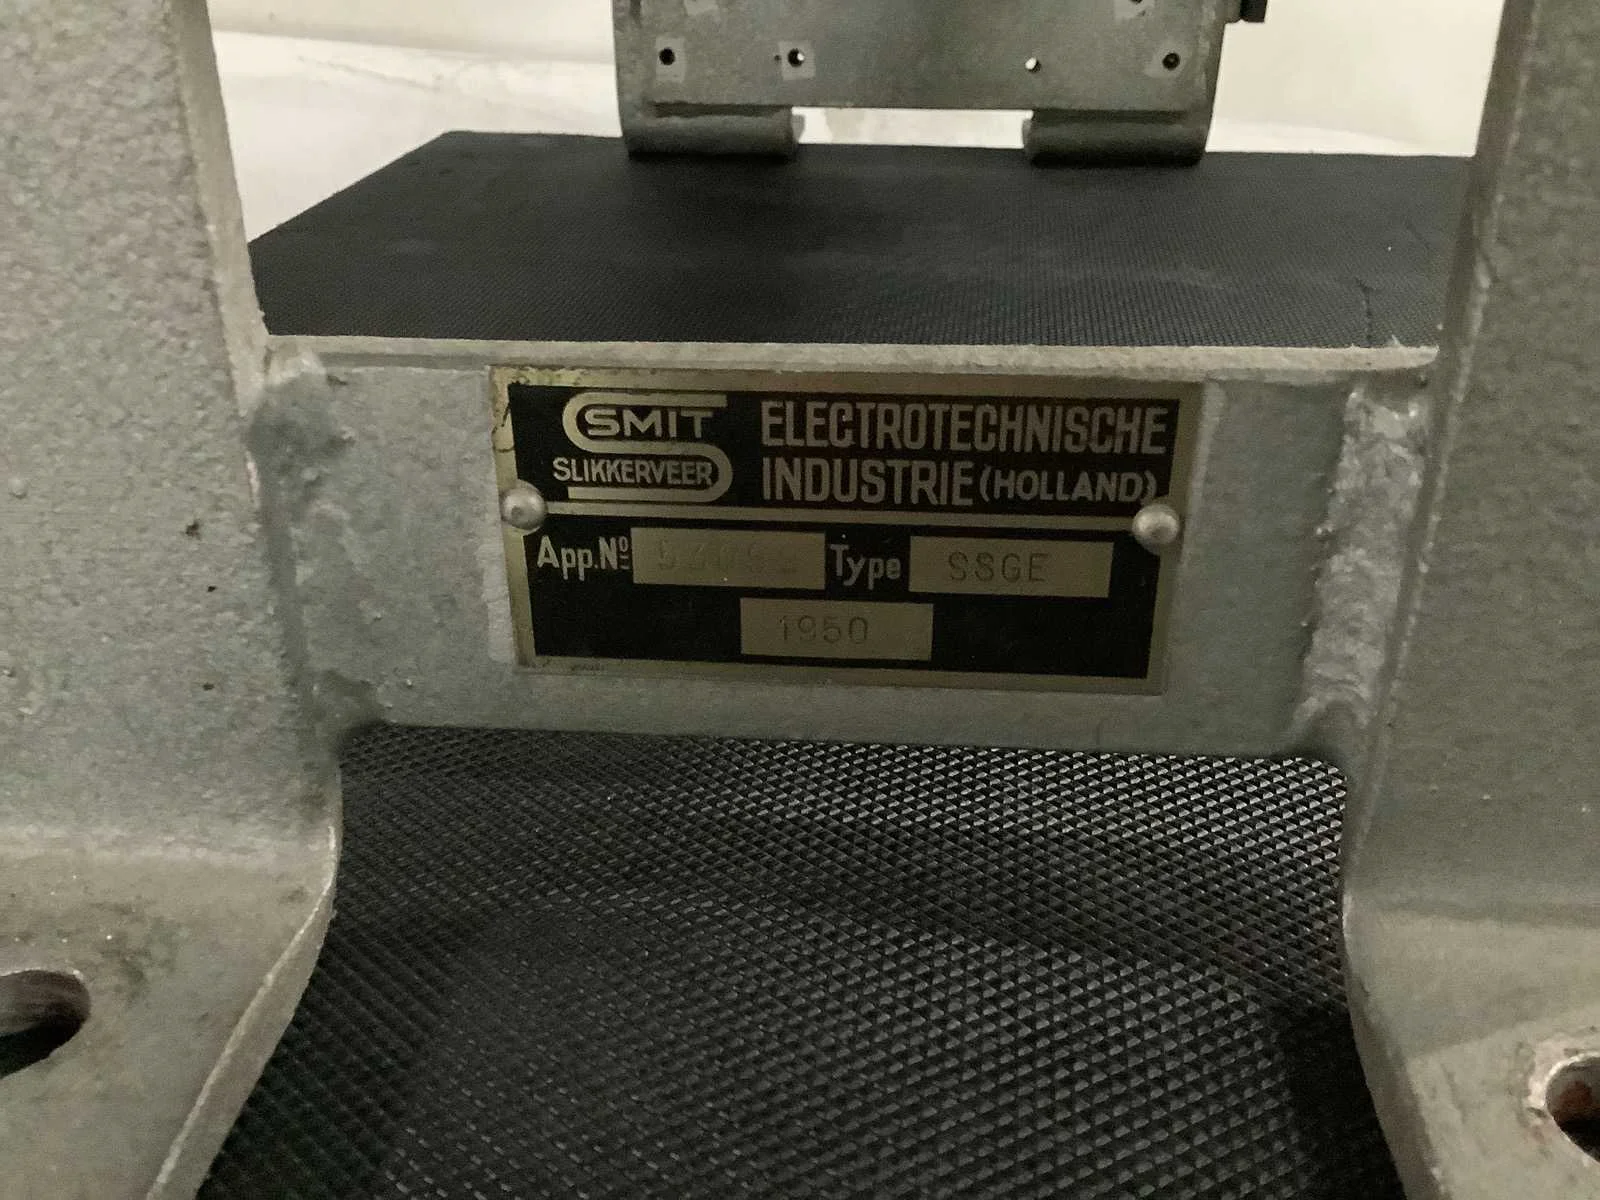 SMIT
SLIKKERVEER
ELECTROTECHNISCHE
INDUSTRIE (HOLLAND)
App. No Type SSGE
1950